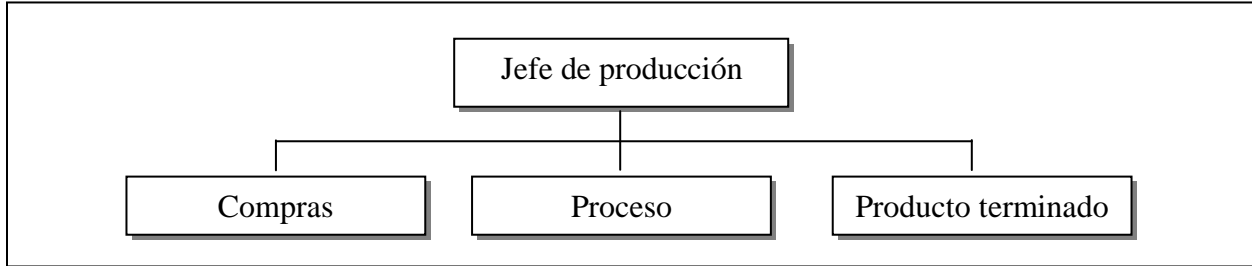 Jefe de producción
Compras
Proceso
Producto terminado